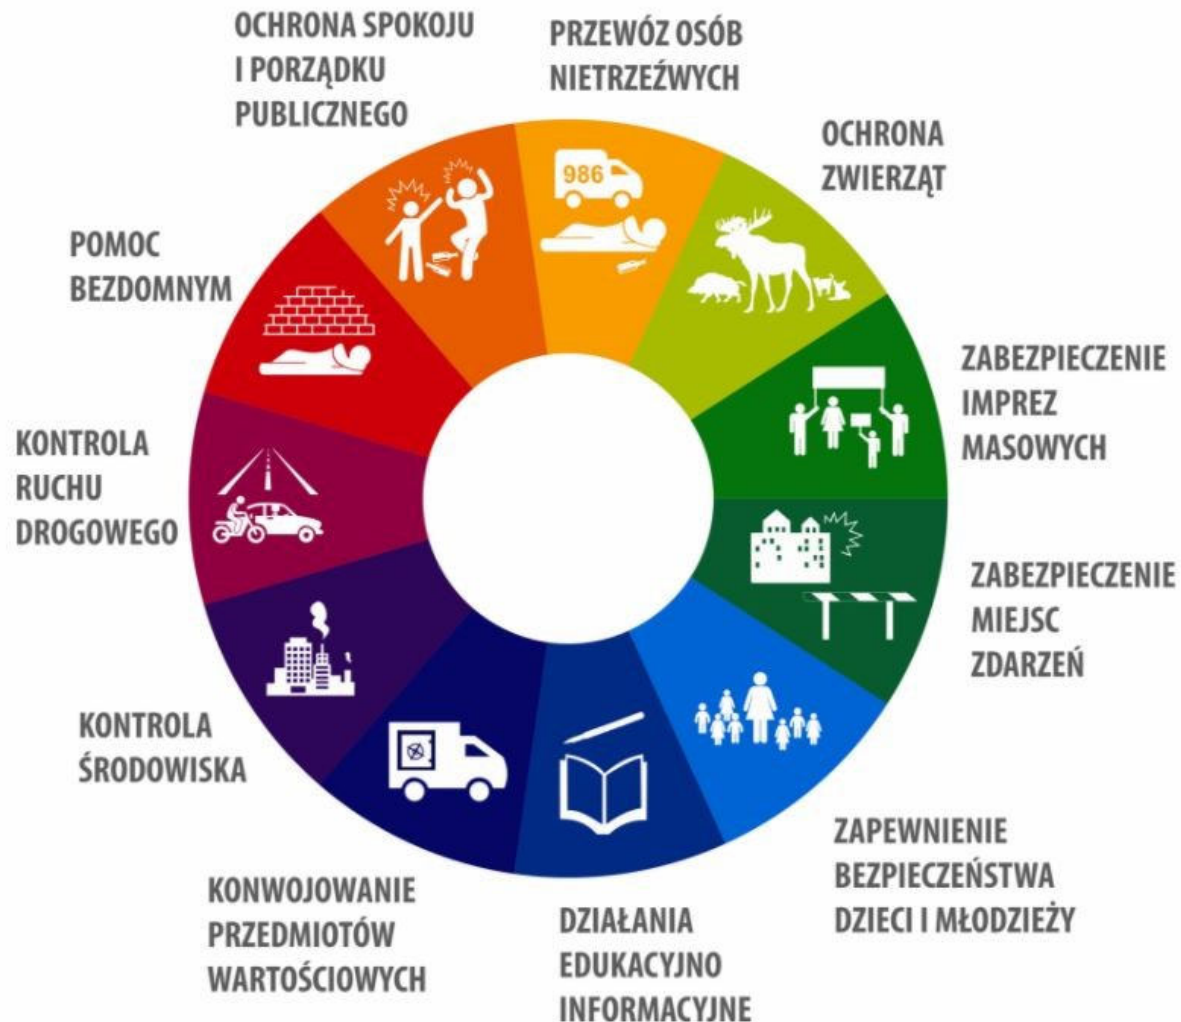 OCHRONA SPOKOJU
I PORZĄDKU
PUBLICZNEGO
PRZEWÓZ OSÓB
NIETRZEŹWYCH
986
OCHRONA
ZWIERZĄT
ZABEZPIECZENIE
IMPREZ
MASOWYCH
ZABEZPIECZENIE
MIEJSC
ZDARZEŃ
ZAPEWNIENIE
BEZPIECZEŃSTWA
DZIECI I MŁODZIEŻY
DZIAŁANIA
EDUKACYJNO
INFORMACYJNE
KONWOJOWANIE
PRZEDMIOTÓW
WARTOŚCIOWYCH
KONTROLA
ŚRODOWISKA
KONTROLA
RUCHU
DROGOWEGO
POMOC
BEZDOMNYM